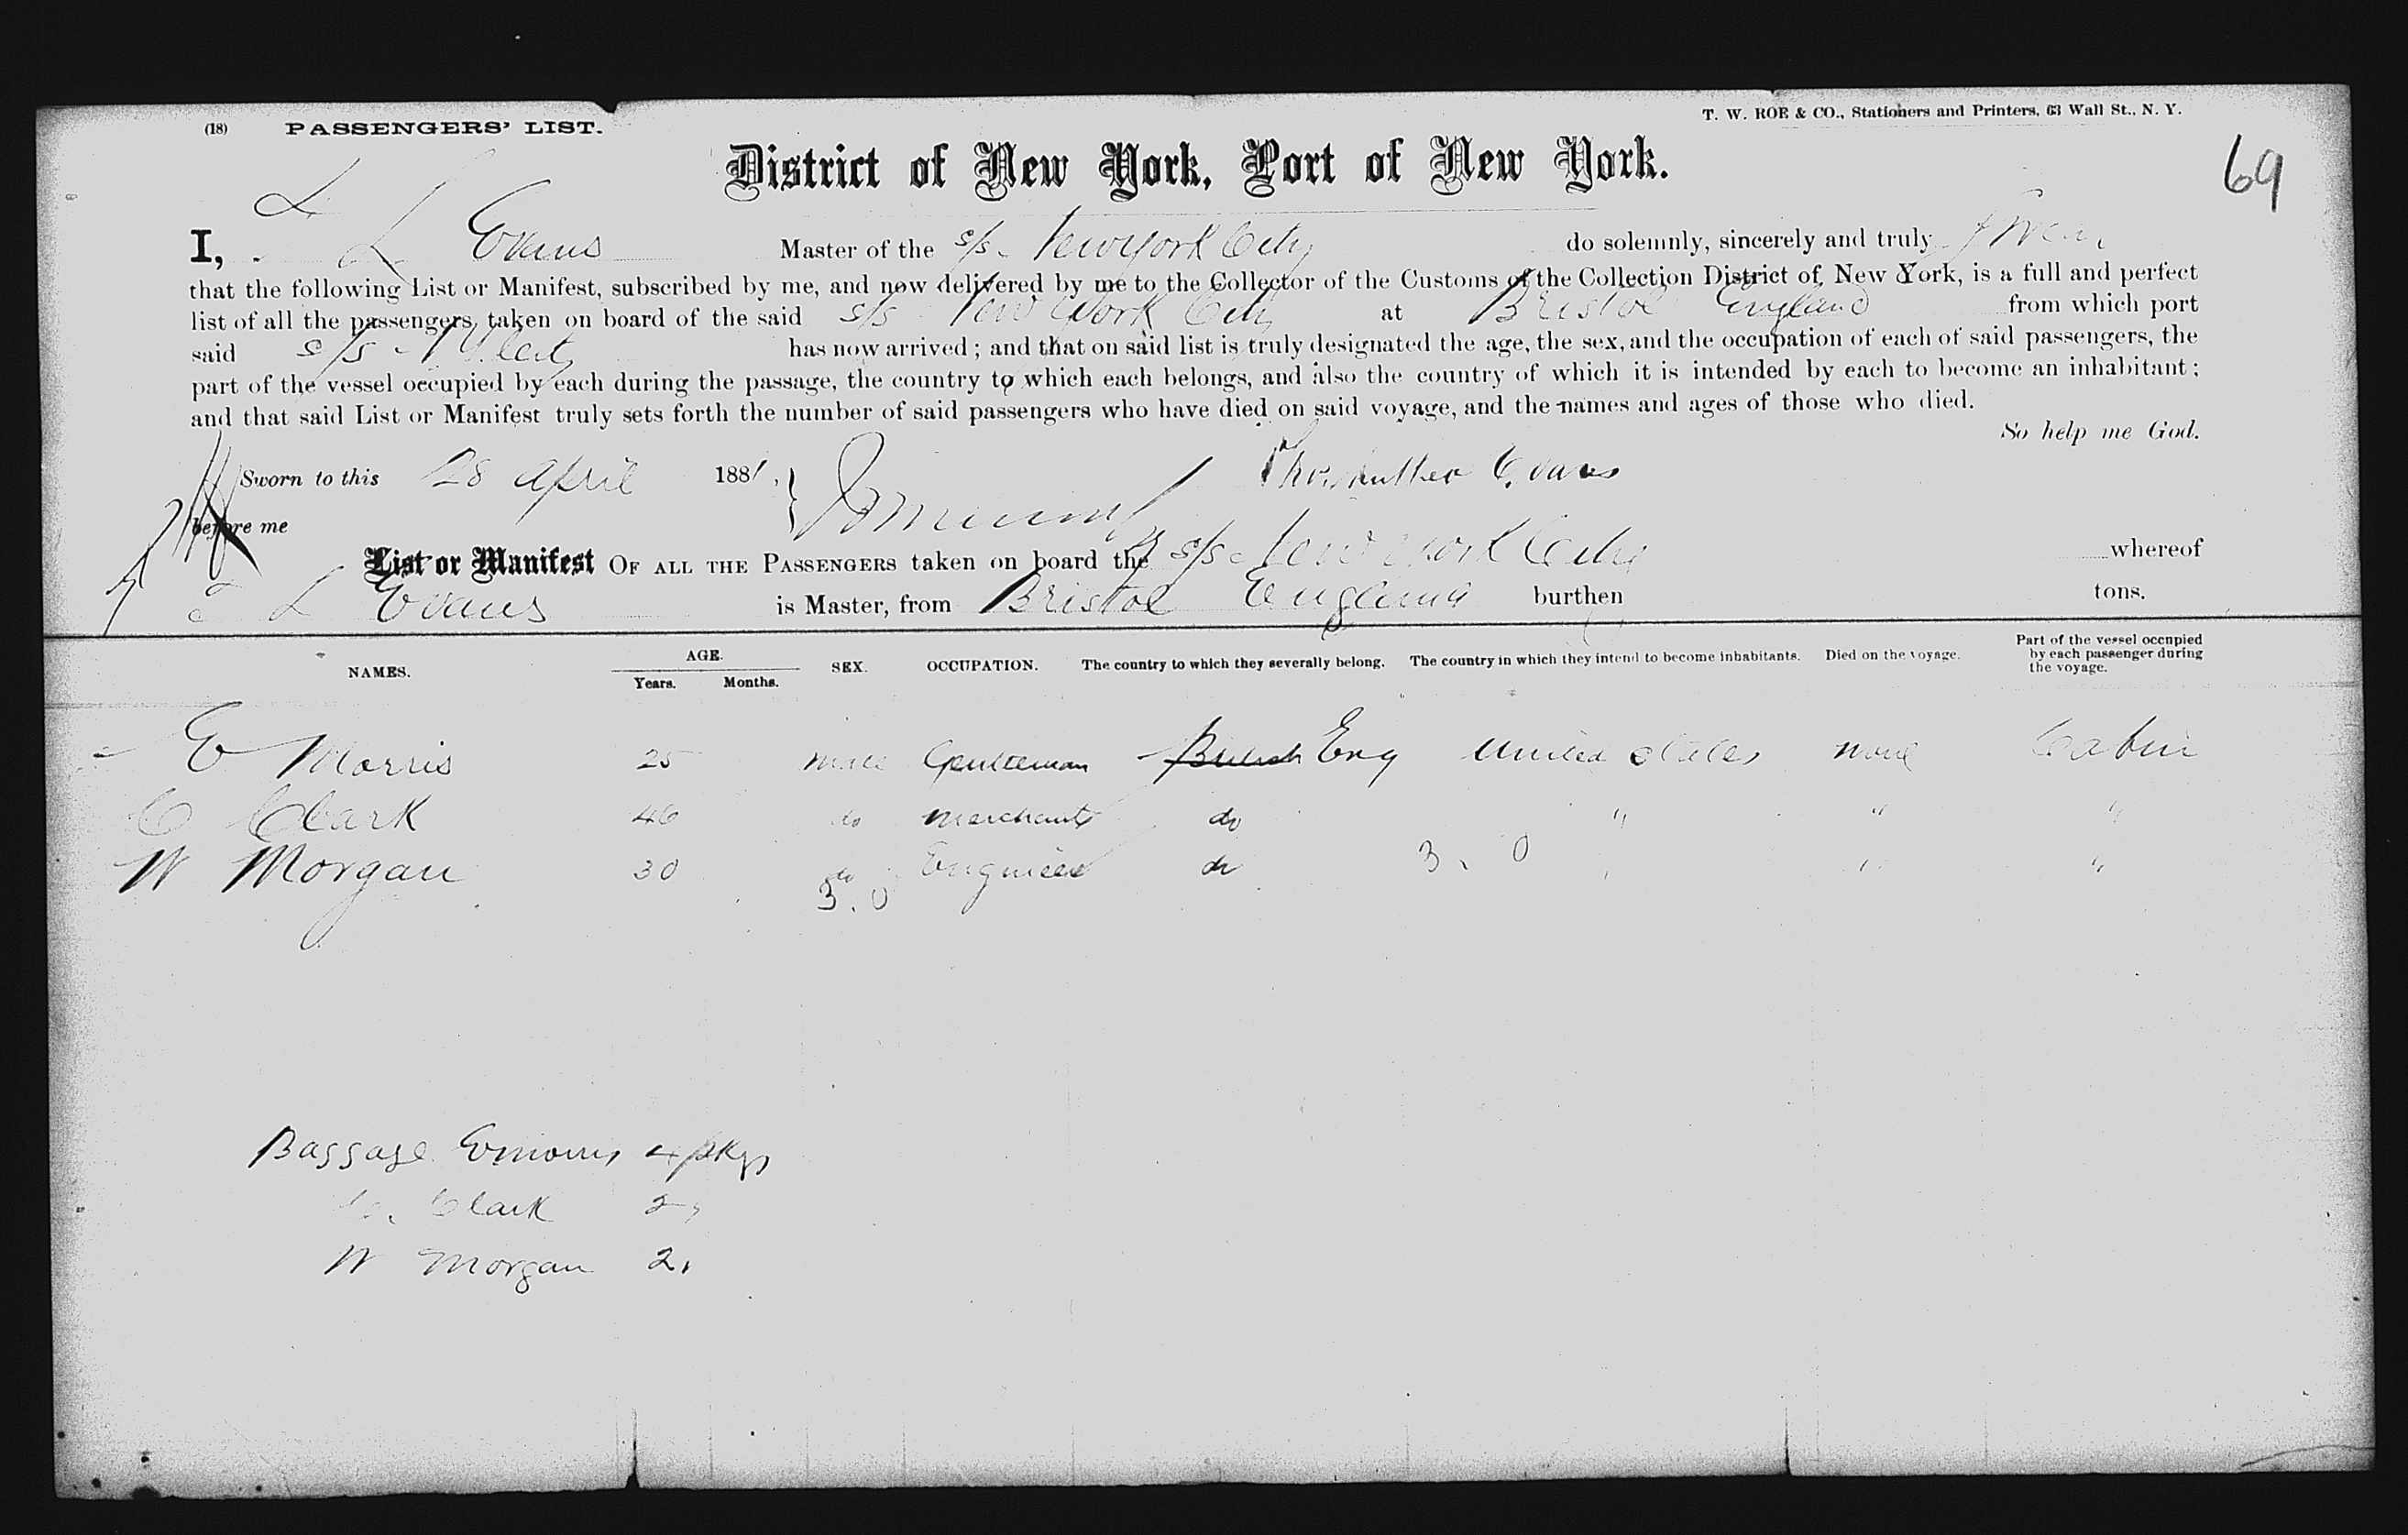 (18) PASSENGERS' LIST.
T. W. ROE & CO., Stationers and Printers, 63 Wall St., N. Y.
69
District of New York, Port of New York.
I, L Evans Master of the s/s New York City do solemnly, sincerely and truly swear
that the following List or Manifest, subscribed by me, and now delivered by me to the Collector of the Customs of the Collection District of New York, is a full and perfect
list of all the passengers taken on board of the said s/s New York City at Bristol England from which port
said s/s N Y City has now arrived; and that on said list is truly designated the age, the sex, and the occupation of each of said passengers, the
part of the vessel occupied by each during the passage, the country to which each belongs, and also the country of which it is intended by each to become an inhabitant;
and that said List or Manifest truly sets forth the number of said passengers who have died on said voyage, and the names and ages of those who died.
So help me God.
Sworn to this 28 April 1881, Evans
before me
List or Manifest OF ALL THE PASSENGERS taken on board the s/s New York City whereof
L Evans is Master, from Bristol England burthen tons.
NAMES. AGE. Years. Months. SEX. OCCUPATION. The country to which they severally belong. The country in which they intend to become inhabitants. Died on the voyage. Part of the vessel occupied by each passenger during the voyage.
E Morris 25 male Gentleman British Eng United States none Cabin
C Clark 46 do merchant do " " "
W Morgan 30 do Engineer do 3 . 0 " " "
3 . 0
Baggage E Morris 4 pkgs
C. Clark 2 "
W Morgan 2 "